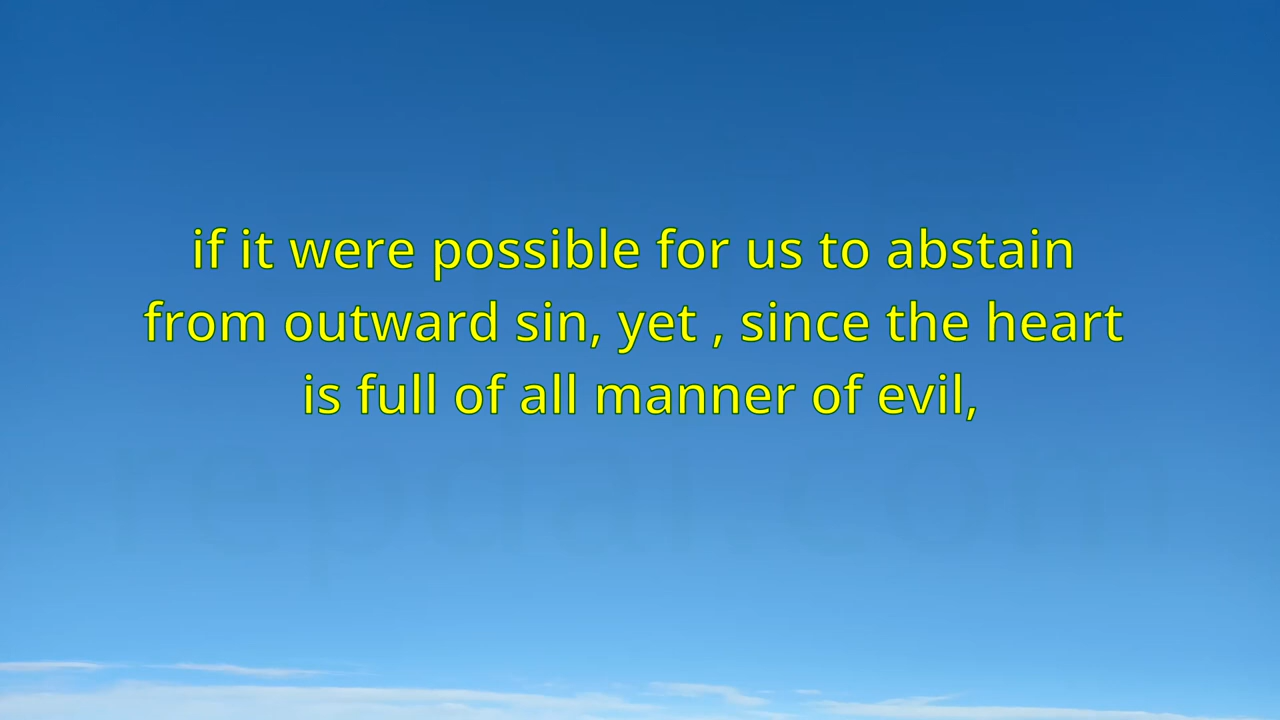 if it were possible for us to abstain
from outward sin, yet , since the heart
is full of all manner of evil,